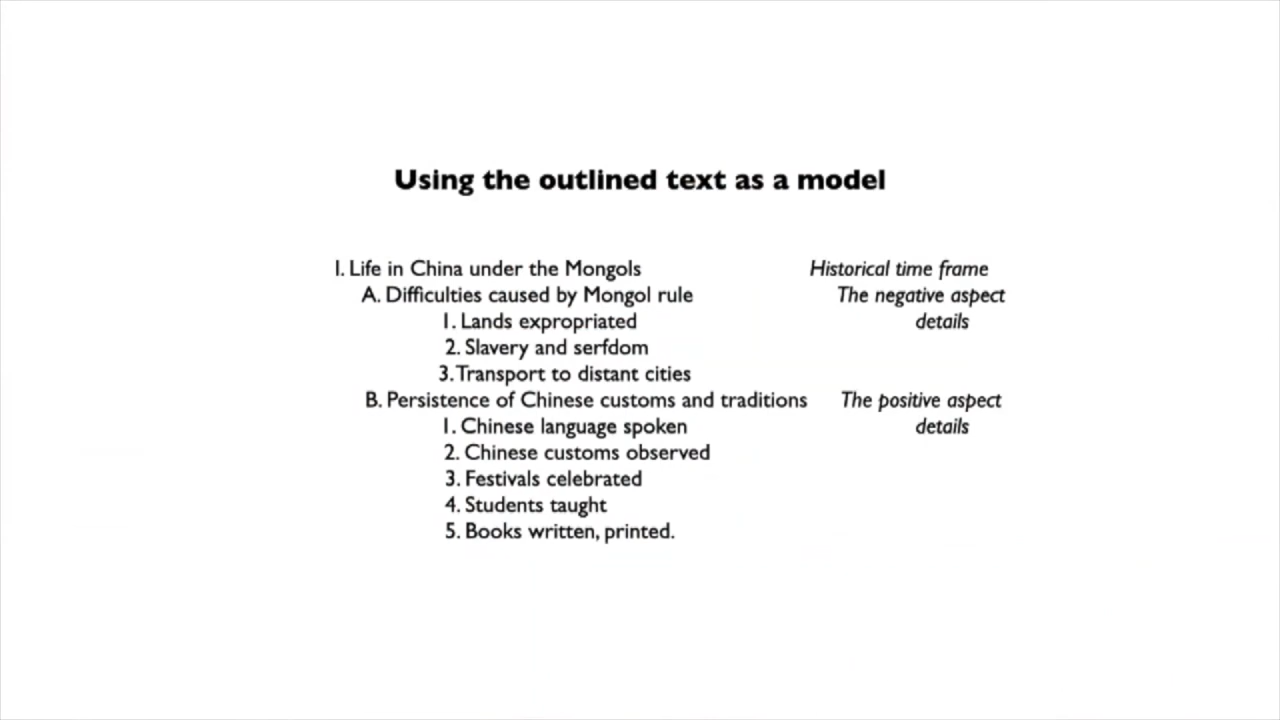 Using the outlined text as a model
I. Life in China under the Mongols Historical time frame
A. Difficulties caused by Mongol rule The negative aspect
1. Lands expropriated details
2. Slavery and serfdom
3. Transport to distant cities
B. Persistence of Chinese customs and traditions The positive aspect
1. Chinese language spoken details
2. Chinese customs observed
3. Festivals celebrated
4. Students taught
5. Books written, printed.